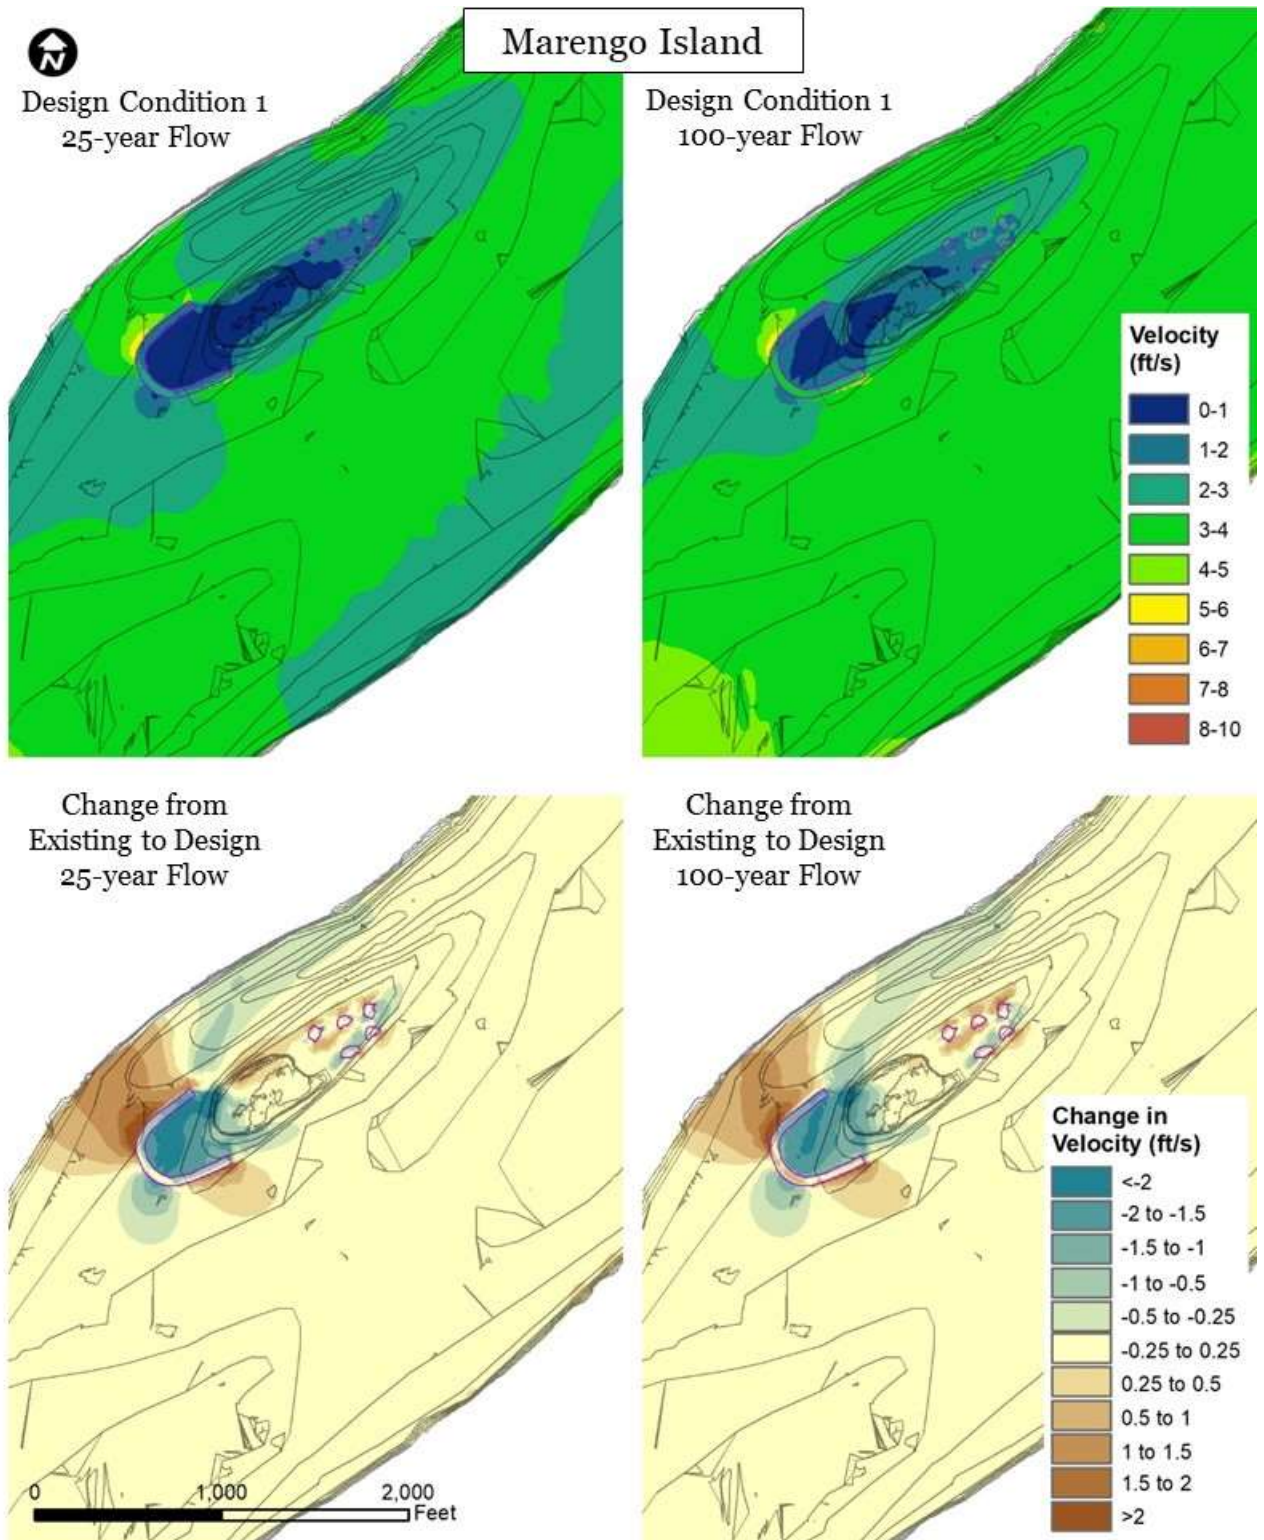 Marengo Island
N
Design Condition 1
25-year Flow
Design Condition 1
100-year Flow
Velocity
(ft/s)
0-1
1-2
2-3
3-4
4-5
5-6
6-7
7-8
8-10
Change from
Existing to Design
25-year Flow
Change from
Existing to Design
100-year Flow
Change in
Velocity (ft/s)
<-2
-2 to -1.5
-1.5 to -1
-1 to -0.5
-0.5 to -0.25
-0.25 to 0.25
0.25 to 0.5
0.5 to 1
1 to 1.5
1.5 to 2
>2
0 1,000 2,000
Feet